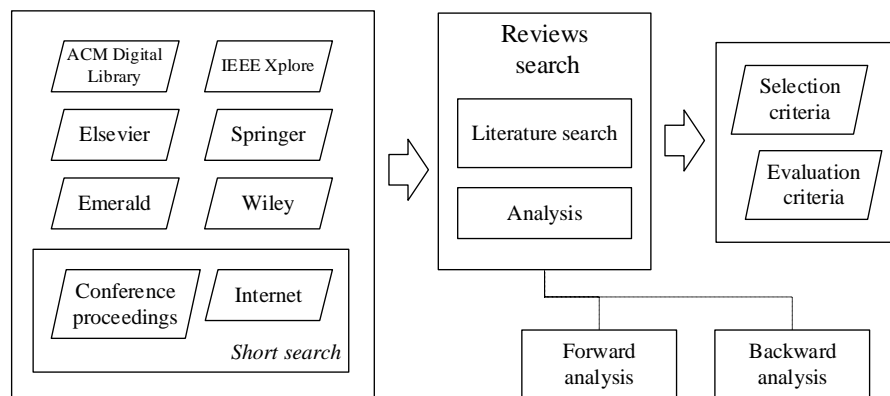 ACM Digital
Library
IEEE Xplore
Elsevier
Springer
Emerald
Wiley
Conference
proceedings
Internet
Short search
Reviews
search
Literature search
Analysis
Selection
criteria
Evaluation
criteria
Forward
analysis
Backward
analysis